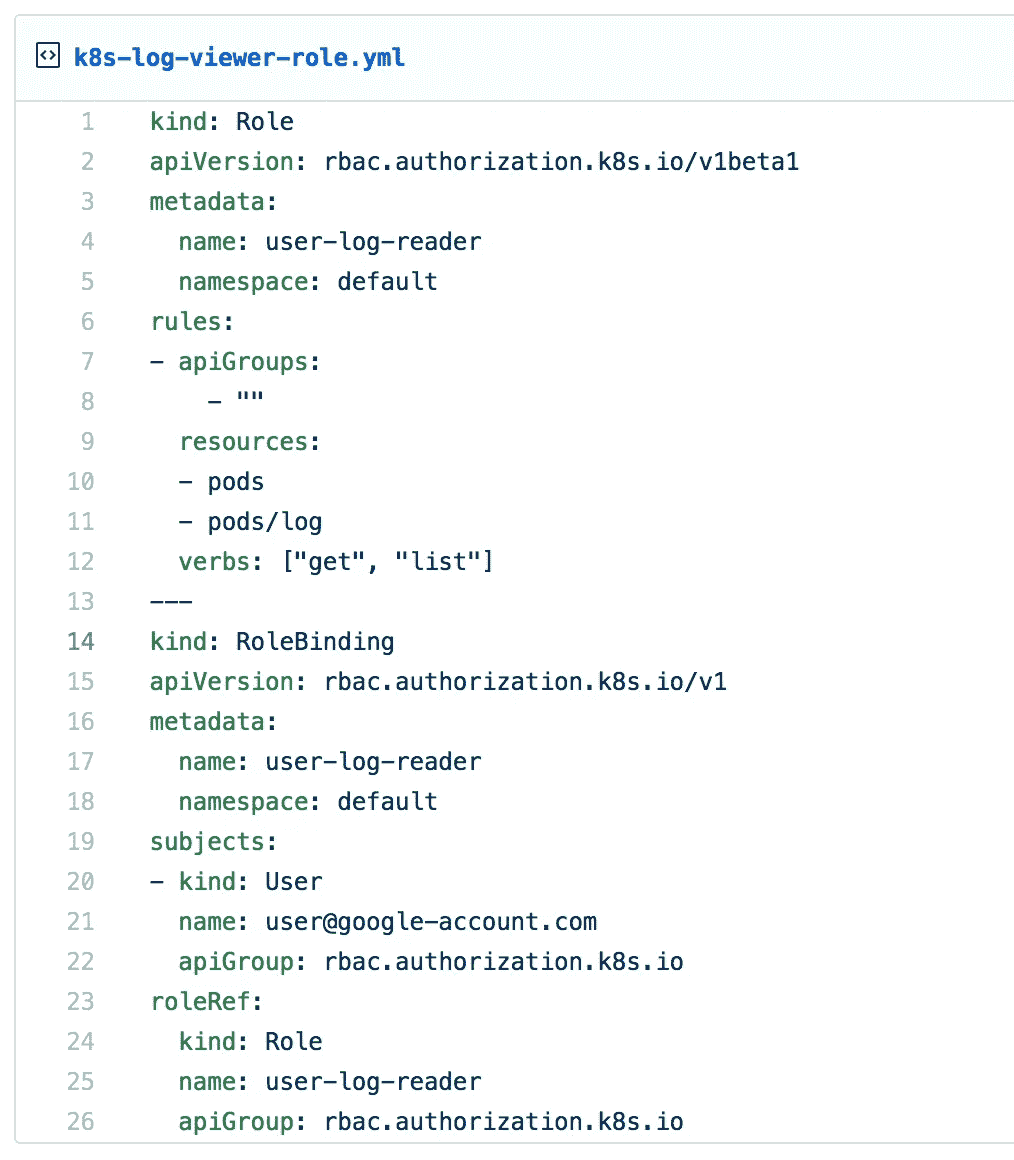 k8s-log-viewer-role.yml
1 kind: Role
2 apiVersion: rbac.authorization.k8s.io/v1beta1
3 metadata:
4   name: user-log-reader
5   namespace: default
6 rules:
7 - apiGroups:
8     - ""
9   resources:
10   - pods
11   - pods/log
12   verbs: ["get", "list"]
13 ---
14 kind: RoleBinding
15 apiVersion: rbac.authorization.k8s.io/v1
16 metadata:
17   name: user-log-reader
18   namespace: default
19 subjects:
20 - kind: User
21   name: user@google-account.com
22   apiGroup: rbac.authorization.k8s.io
23 roleRef:
24   kind: Role
25   name: user-log-reader
26   apiGroup: rbac.authorization.k8s.io